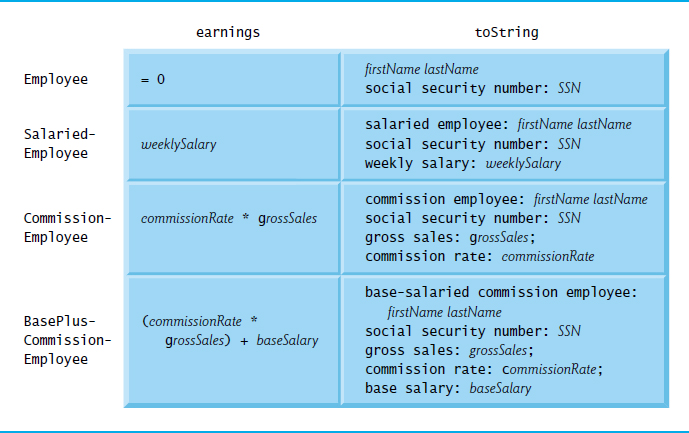 earnings
toString
Employee
= 0
firstName lastName
social security number: SSN
Salaried-
Employee
weeklySalary
salaried employee: firstName lastName
social security number: SSN
weekly salary: weeklySalary
Commission-
Employee
commissionRate * grossSales
commission employee: firstName lastName
social security number: SSN
gross sales: grossSales;
commission rate: commissionRate
BasePlus-
Commission-
Employee
(commissionRate *
grossSales) + baseSalary
base-salaried commission employee:
firstName lastName
social security number: SSN
gross sales: grossSales;
commission rate: commissionRate;
base salary: baseSalary